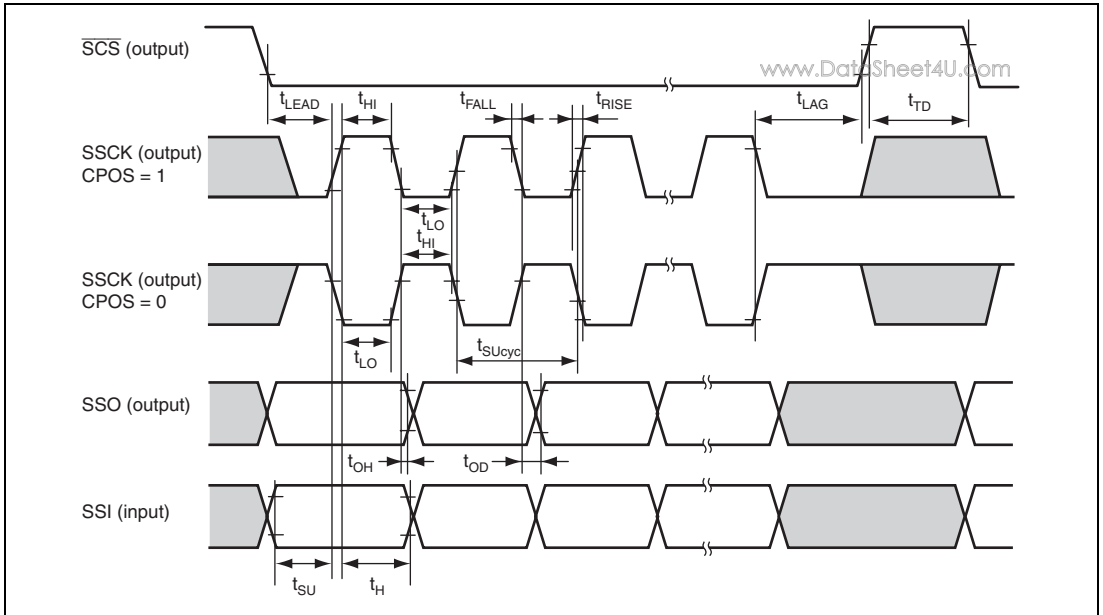 SCS (output)
www.DataSheet4U.com
tLEAD
tHI
tFALL
tRISE
tLAG
tTD
SSCK (output)
CPOS = 1
tLO
tHI
SSCK (output)
CPOS = 0
tLO
tSUcyc
SSO (output)
tOH
tOD
SSI (input)
tSU
tH